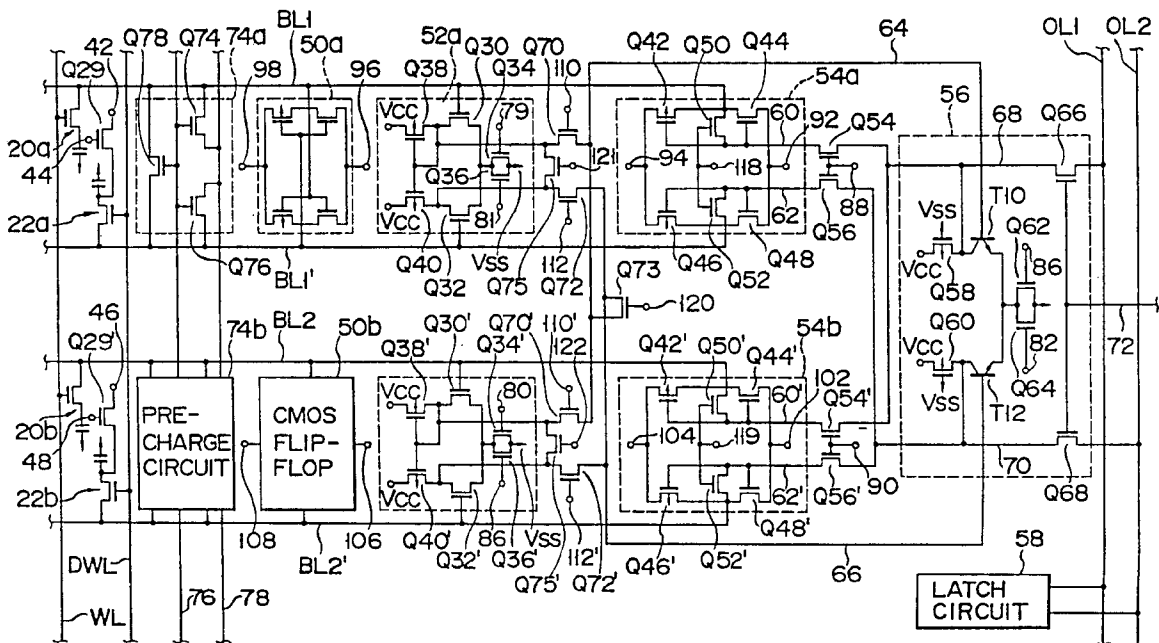 OL1 OL2
BL1 50a 52a Q30 Q70 64
42 Q78 Q74 74a 98 96 Q38 Q34 110 Q42 Q50 Q44 54a
Q29 VCC 79 60 92 Q54 56 68 Q66
20a 44 Q36 121 94 118 88
22a VCC 81 62 Q56 VSS T10 Q62
Q76 BL1' Q40 Q32 VSS Q75 112 Q72 Q46 Q52 Q48 VCC Q58 86
Q73 120
46 Q29' 74b BL2 50b Q30' Q70' 110' 122 54b Q60 82 72
Q38' Q34' Q42' Q50' Q44' 102 VCC Q64
VCC 80 60' Q54' VSS T12
20b 48 PRE-
CHARGE
CIRCUIT
CMOS
FLIP-
FLOP
104 119 90 70
22b VCC 62' Q56' Q68
108 106 Q40' Q32' 86 Q36' VSS 112' Q46' Q52' Q48'
DWL BL2' Q75' Q72' 66 58
WL 76 78
LATCH
CIRCUIT